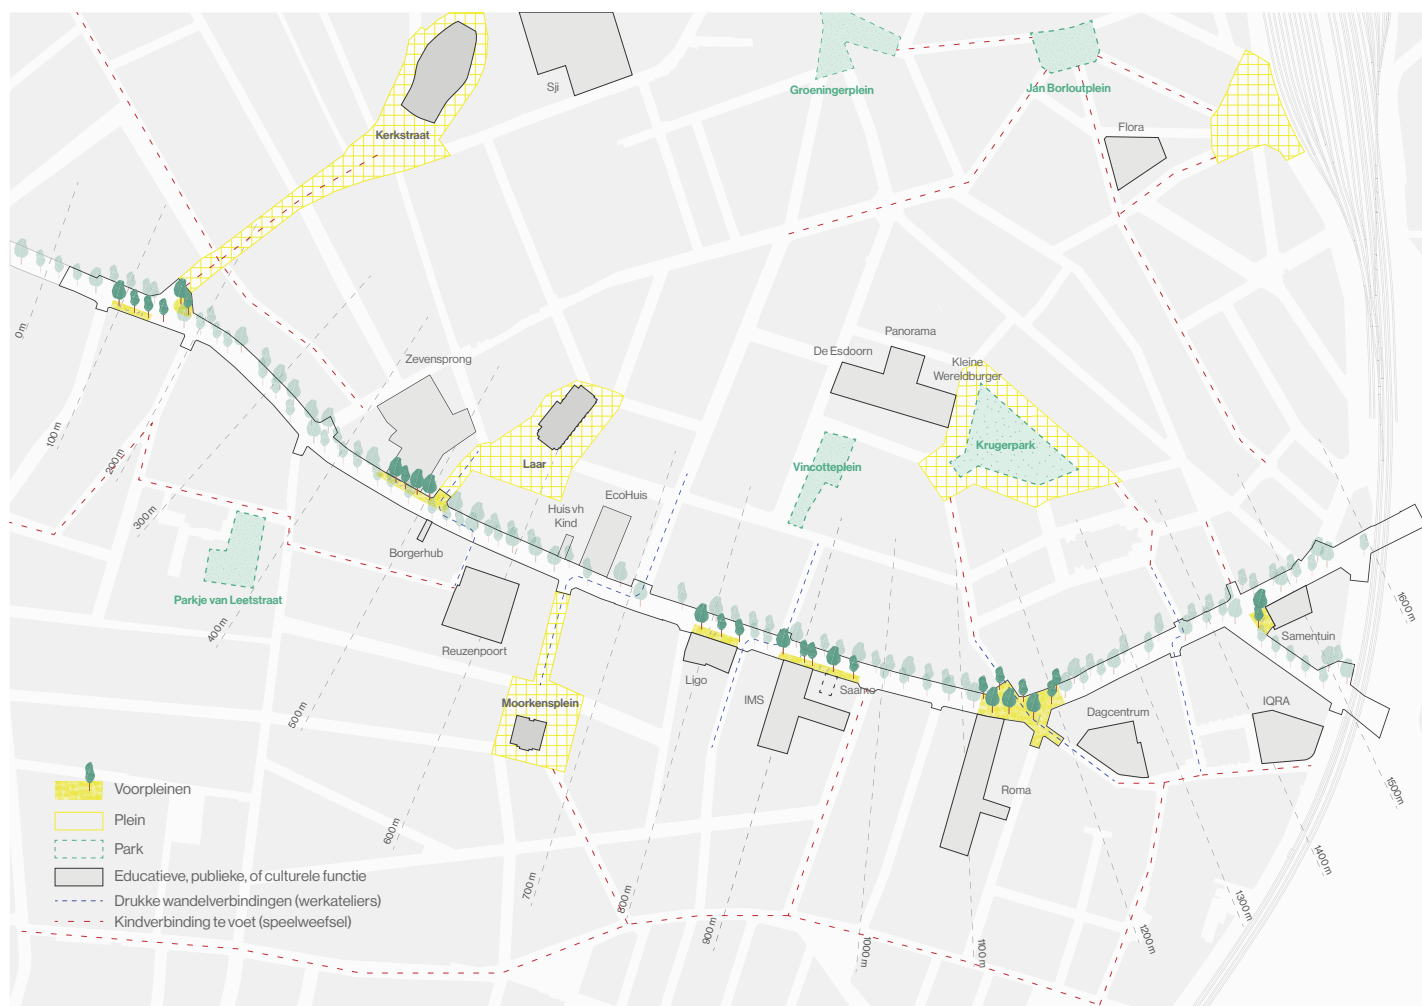 Sji
Groeningerplein
Jan Borloutplein
Flora
Kerkstraat
Panorama
De Esdoorn
Kleine
Wereldburger
Zevensprong
Krugerpark
Laar
Vincotteplein
EcoHuis
Huis vh
Kind
Borgerhub
Parkje van Leetstraat
Reuzenpoort
Samentuin
Ligo
IMS
Saamo
Moorkensplein
Dagcentrum
IQRA
Roma
0 m
100 m
200 m
300 m
400 m
500 m
600 m
700 m
800 m
900 m
1000 m
1100 m
1200 m
1300 m
1400 m
1500 m
1600 m
Voorpleinen
Plein
Park
Educatieve, publieke, of culturele functie
Drukke wandelverbindingen (werkateliers)
Kindverbinding te voet (speelweefsel)